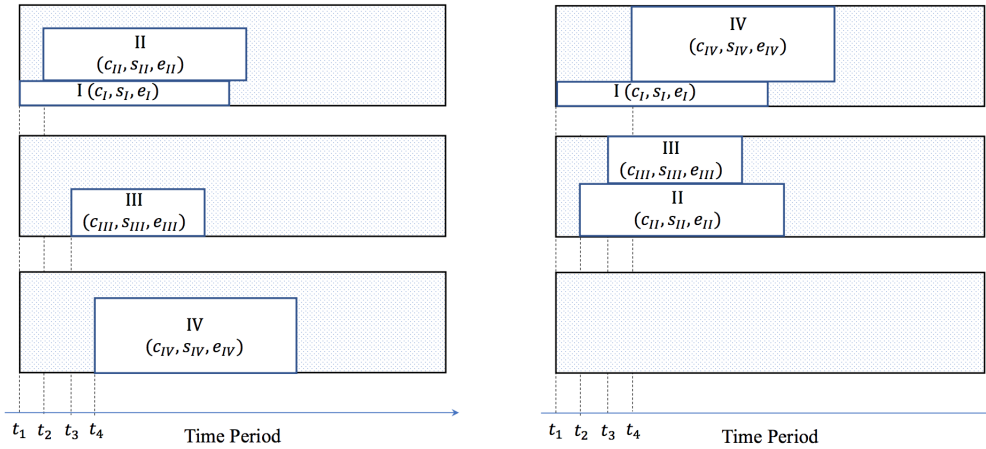 II
(c_II, s_II, e_II)
I (c_I, s_I, e_I)
III
(c_III, s_III, e_III)
IV
(c_IV, s_IV, e_IV)
t_1 t_2 t_3 t_4
Time Period
IV
(c_IV, s_IV, e_IV)
I (c_I, s_I, e_I)
III
(c_III, s_III, e_III)
II
(c_II, s_II, e_II)
t_1 t_2 t_3 t_4
Time Period